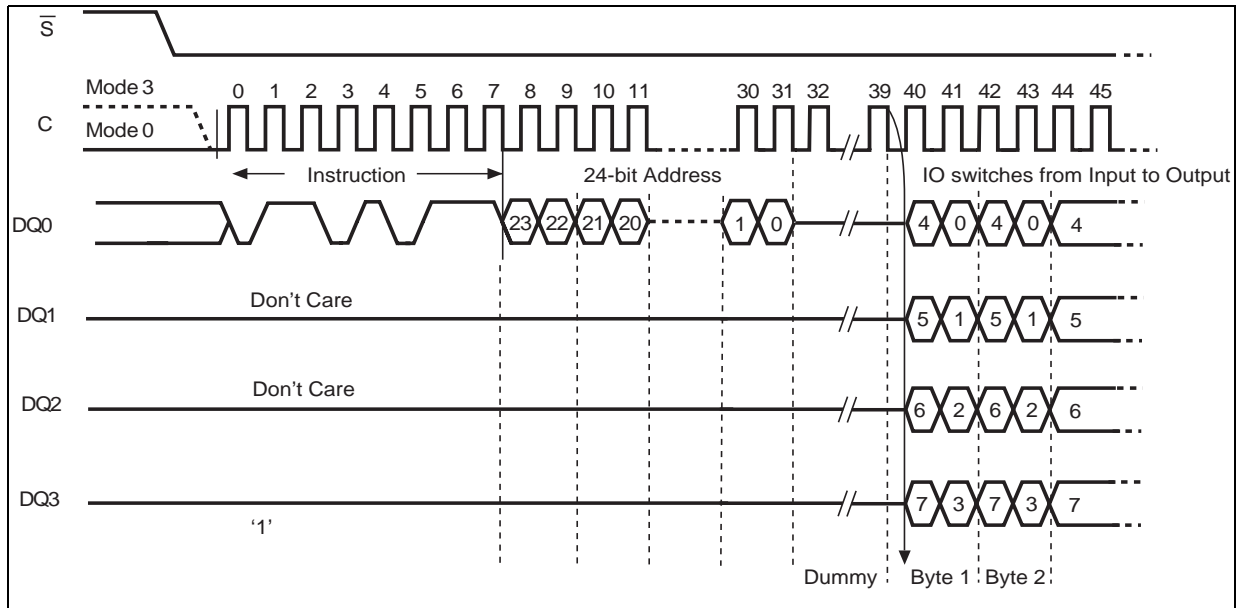 S
Mode 3
0 1 2 3 4 5 6 7 8 9 10 11 30 31 32 39 40 41 42 43 44 45
C
Mode 0
Instruction 24-bit Address IO switches from Input to Output
DQ0 23 22 21 20 1 0 4 0 4 0 4
Don't Care
DQ1 5 1 5 1 5
Don't Care
DQ2 6 2 6 2 6
DQ3 7 3 7 3 7
‘1’
Dummy Byte 1 Byte 2